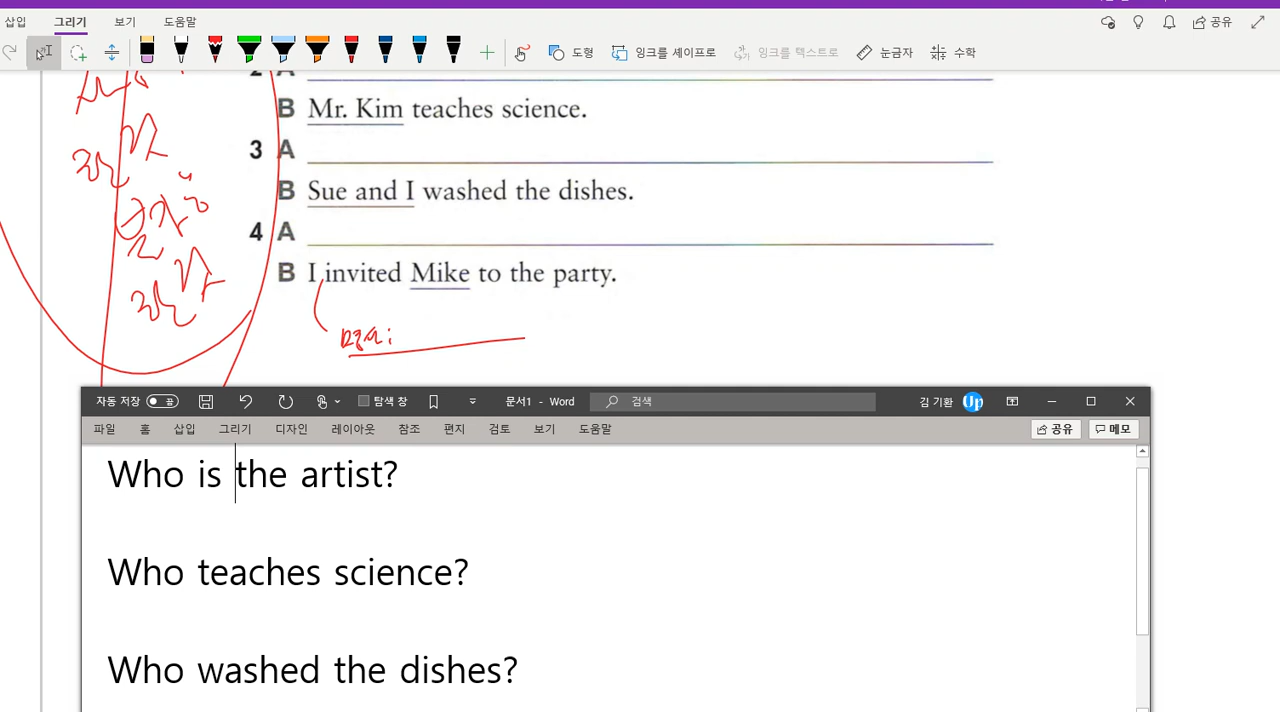 삽입 그리기 보기 도움말 공유
도형 잉크를 셰이프로 잉크를 텍스트로 눈금자 수학
2 A
B Mr. Kim teaches science.
3 A
B Sue and I washed the dishes.
4 A
B I invited Mike to the party.
자동 저장 끔 탐색 창 문서1 - Word 검색 김 기환 Up
파일 홈 삽입 그리기 디자인 레이아웃 참조 편지 검토 보기 도움말 공유 메모
Who is the artist?
Who teaches science?
Who washed the dishes?